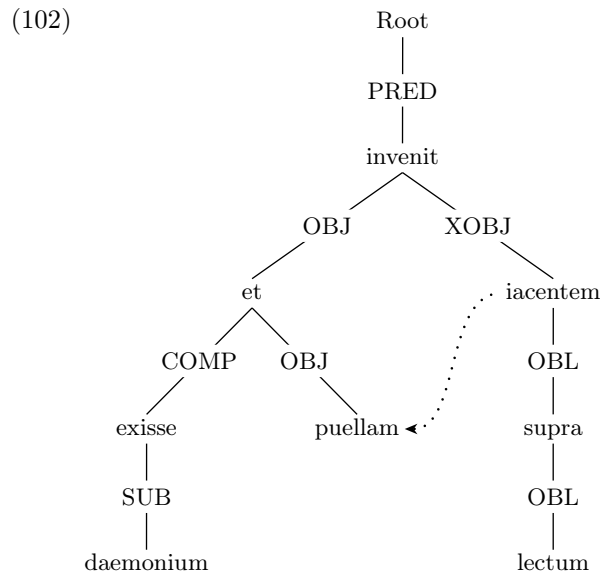 (102) Root
PRED
invenit
OBJ XOBJ
et iacentem
COMP OBJ OBL
exisse puellam supra
SUB OBL
daemonium lectum